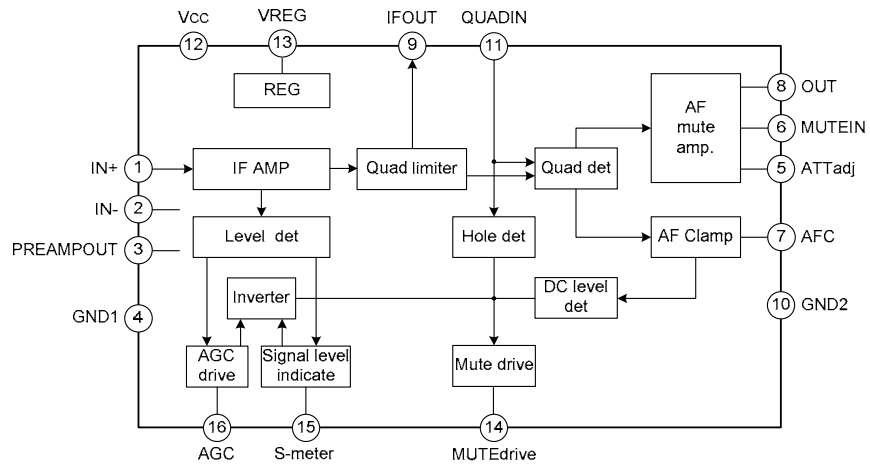 Vcc VREG IFOUT QUADIN
12 13 9 11
REG
8 OUT
AF
mute
amp.
6 MUTEIN
IN+ 1 IF AMP Quad limiter Quad det 5 ATTadj
IN- 2
Level det Hole det AF Clamp 7 AFC
PREAMPOUT 3
Inverter DC level
det
10 GND2
GND1 4
AGC
drive
Signal level
indicate
Mute drive
16 15 14
AGC S-meter MUTEdrive